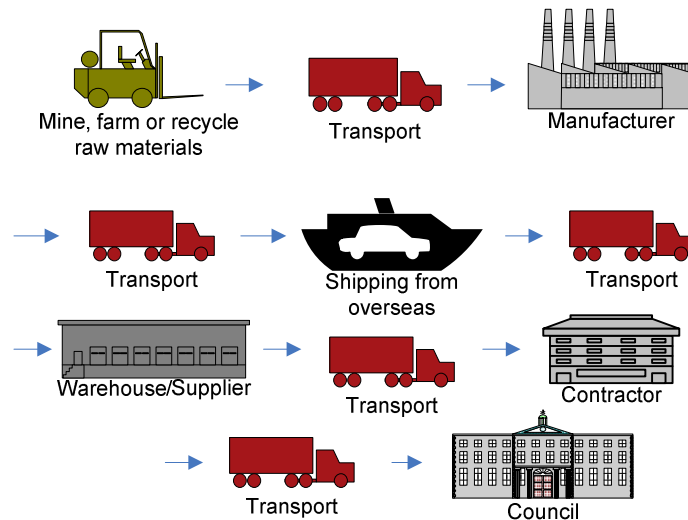 Mine, farm or recycle
raw materials
Transport
Manufacturer
Transport
Shipping from
overseas
Transport
Warehouse/Supplier
Transport
Contractor
Transport
Council